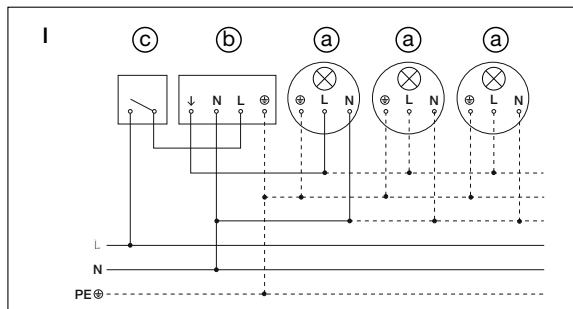 I c b a a a
↓ N L ⏚ ⏚ L N ⏚ L N ⏚ L N
L
N
PE ⏚